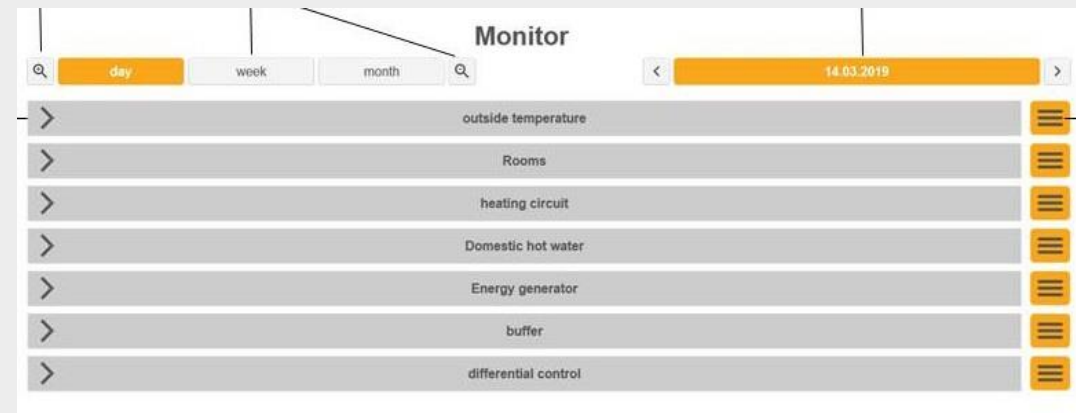 Monitor
day week month 14.03.2019
outside temperature
Rooms
heating circuit
Domestic hot water
Energy generator
buffer
differential control